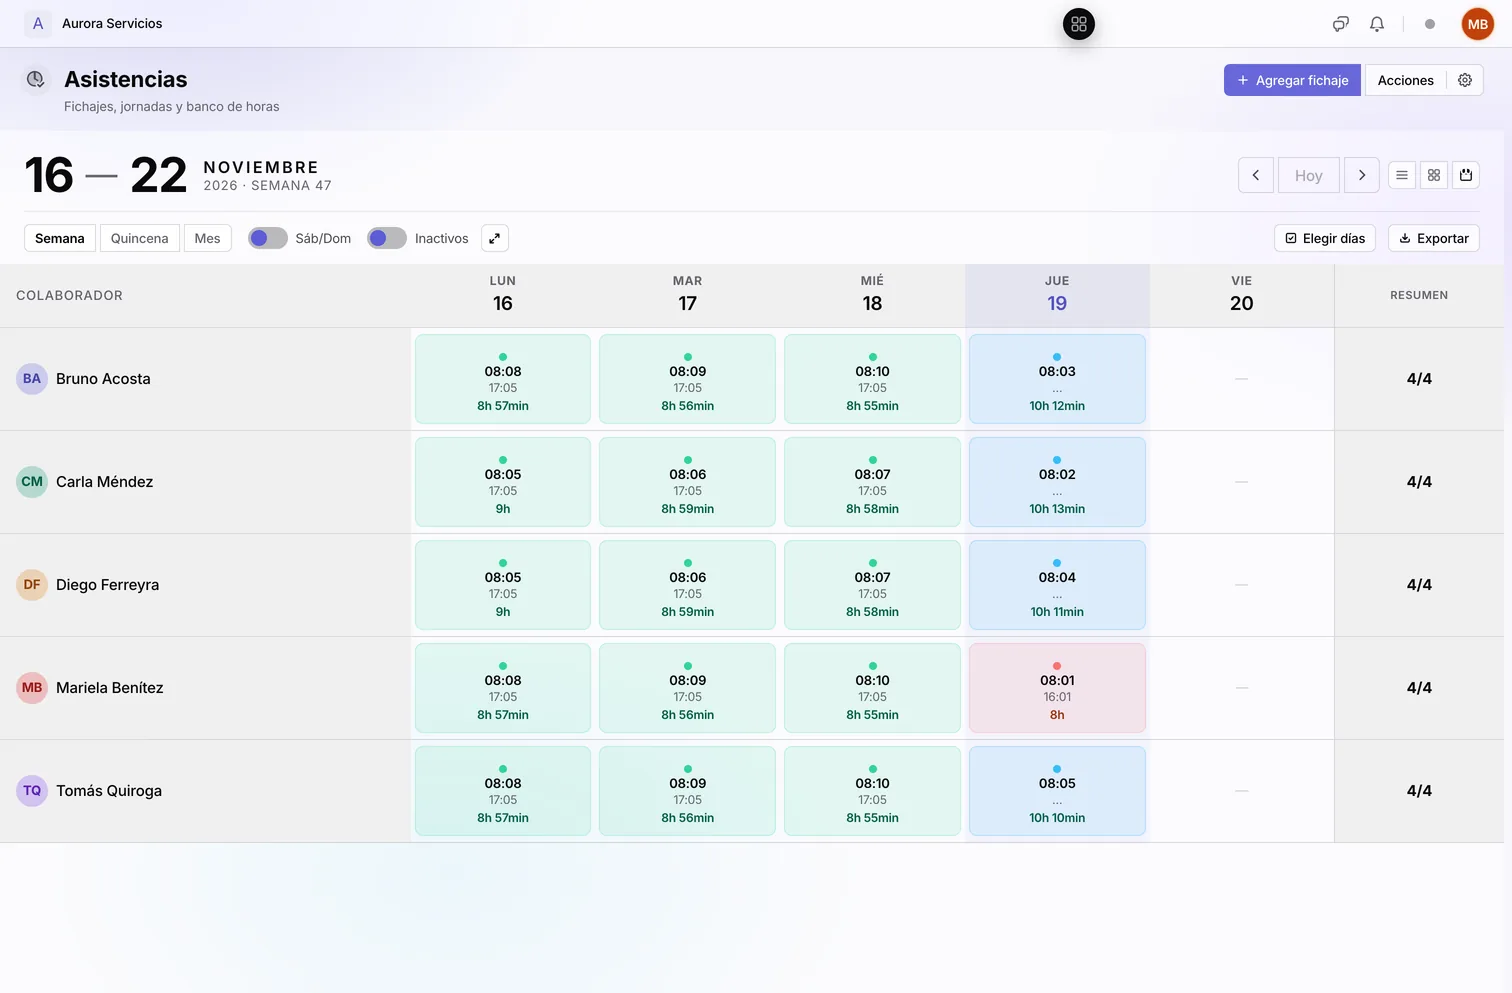 A Aurora Servicios MB
Asistencias
Fichajes, jornadas y banco de horas
+ Agregar fichaje Acciones
16 — 22 NOVIEMBRE
2026 · SEMANA 47
Hoy
Semana Quincena Mes Sáb/Dom Inactivos Elegir días Exportar
COLABORADOR LUN 16 MAR 17 MIÉ 18 JUE 19 VIE 20 RESUMEN
BA Bruno Acosta
08:08 08:09 08:10 08:03 — 4/4
17:05 17:05 17:05 ...
8h 57min 8h 56min 8h 55min 10h 12min
CM Carla Méndez
08:05 08:06 08:07 08:02 — 4/4
17:05 17:05 17:05 ...
9h 8h 59min 8h 58min 10h 13min
DF Diego Ferreyra
08:05 08:06 08:07 08:04 — 4/4
17:05 17:05 17:05 ...
9h 8h 59min 8h 58min 10h 11min
MB Mariela Benítez
08:08 08:09 08:10 08:01 — 4/4
17:05 17:05 17:05 16:01
8h 57min 8h 56min 8h 55min 8h
TQ Tomás Quiroga
08:08 08:09 08:10 08:05 — 4/4
17:05 17:05 17:05 ...
8h 57min 8h 56min 8h 55min 10h 10min